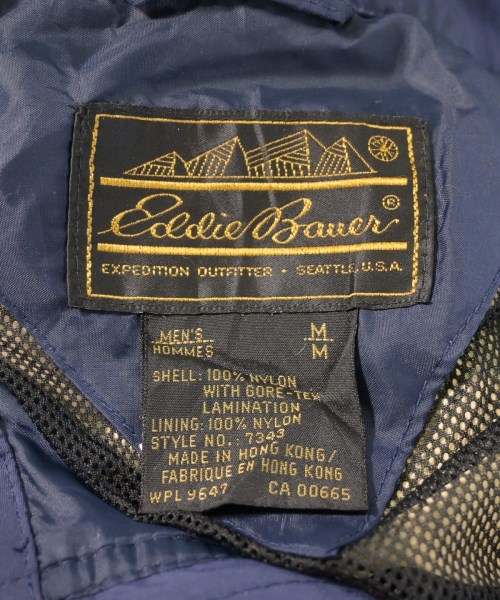 Eddie Bauer®
EXPEDITION OUTFITTER • SEATTLE, U.S.A.
MEN'S M
HOMMES M
SHELL: 100% NYLON
WITH GORE-TEX
LAMINATION
LINING: 100% NYLON
STYLE NO.: 7343
MADE IN HONG KONG/
FABRIQUE EN HONG KONG
WPL 9647 CA 00665